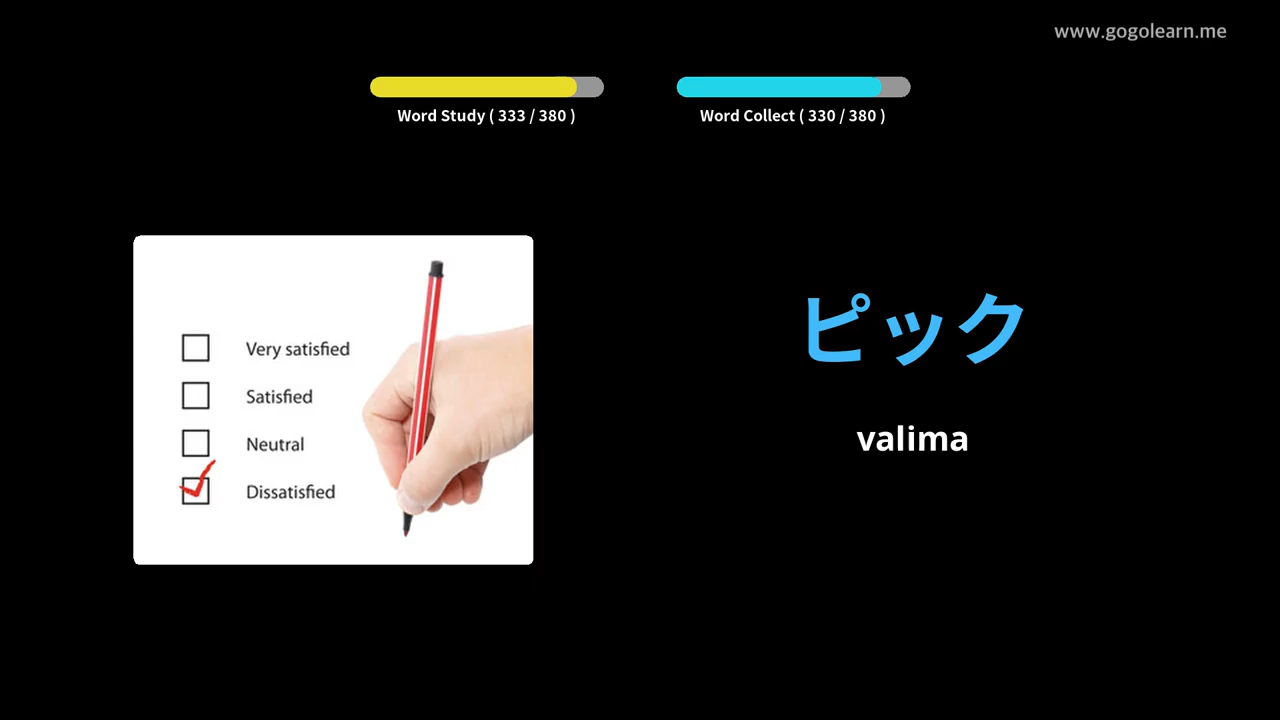 www.gogolearn.me
Word Study ( 333 / 380 )
Word Collect ( 330 / 380 )
Very satisfied
Satisfied
Neutral
Dissatisfied
ピック
valima